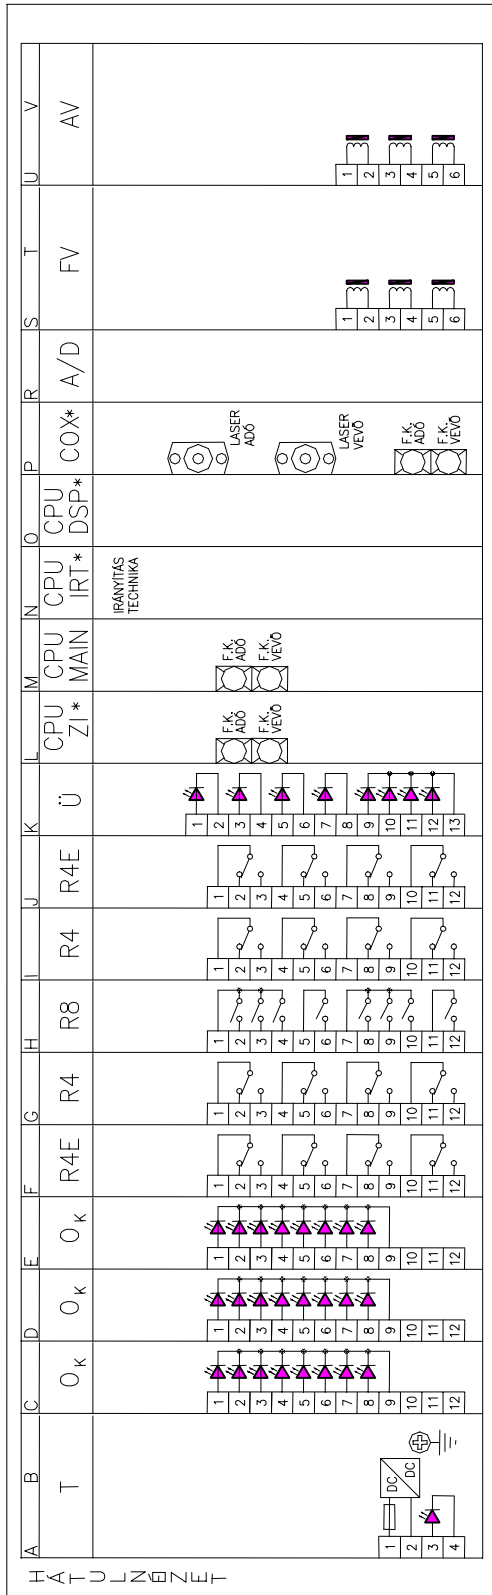 HÁTULNÉZET
A B
T
1
2
3
4
DC
DC
C
OK
1
2
3
4
5
6
7
8
9
10
11
12
D
OK
1
2
3
4
5
6
7
8
9
10
11
12
E
OK
1
2
3
4
5
6
7
8
9
10
11
12
F
R4E
1
2
3
4
5
6
7
8
9
10
11
12
G
R4
1
2
3
4
5
6
7
8
9
10
11
12
H
R8
1
2
3
4
5
6
7
8
9
10
11
12
I
R4
1
2
3
4
5
6
7
8
9
10
11
12
J
R4E
1
2
3
4
5
6
7
8
9
10
11
12
K
Ü
1
2
3
4
5
6
7
8
9
10
11
12
13
L
CPU
ZI*
F.K.
ADÓ
F.K.
VEVŐ
M
CPU
MAIN
F.K.
ADÓ
F.K.
VEVŐ
N
CPU
IRT*
IRÁNYÍTÁS
TECHNIKA
O
CPU
DSP*
P
COX*
LASER
ADÓ
LASER
VEVŐ
F.K.
ADÓ
F.K.
VEVŐ
R
A/D
S T
FV
1
2
3
4
5
6
U V
AV
1
2
3
4
5
6